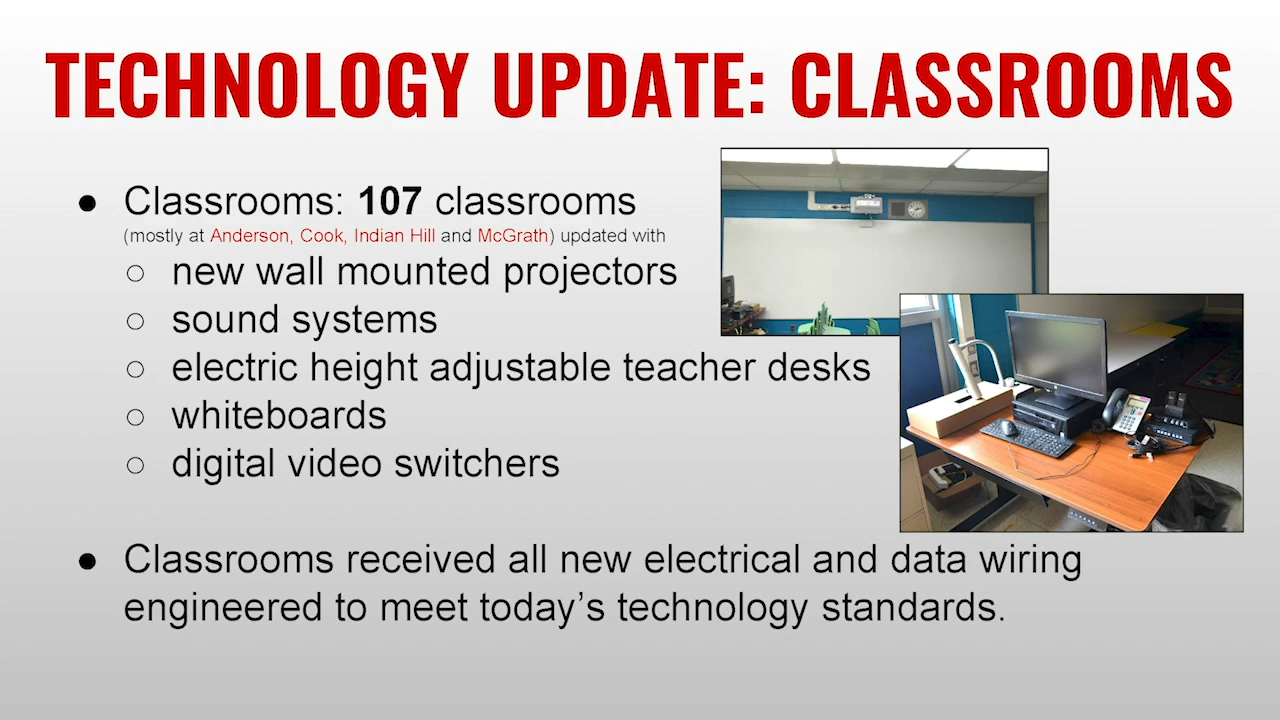 TECHNOLOGY UPDATE: CLASSROOMS
● Classrooms: 107 classrooms
(mostly at Anderson, Cook, Indian Hill and McGrath) updated with
○ new wall mounted projectors
○ sound systems
○ electric height adjustable teacher desks
○ whiteboards
○ digital video switchers
● Classrooms received all new electrical and data wiring
engineered to meet today’s technology standards.